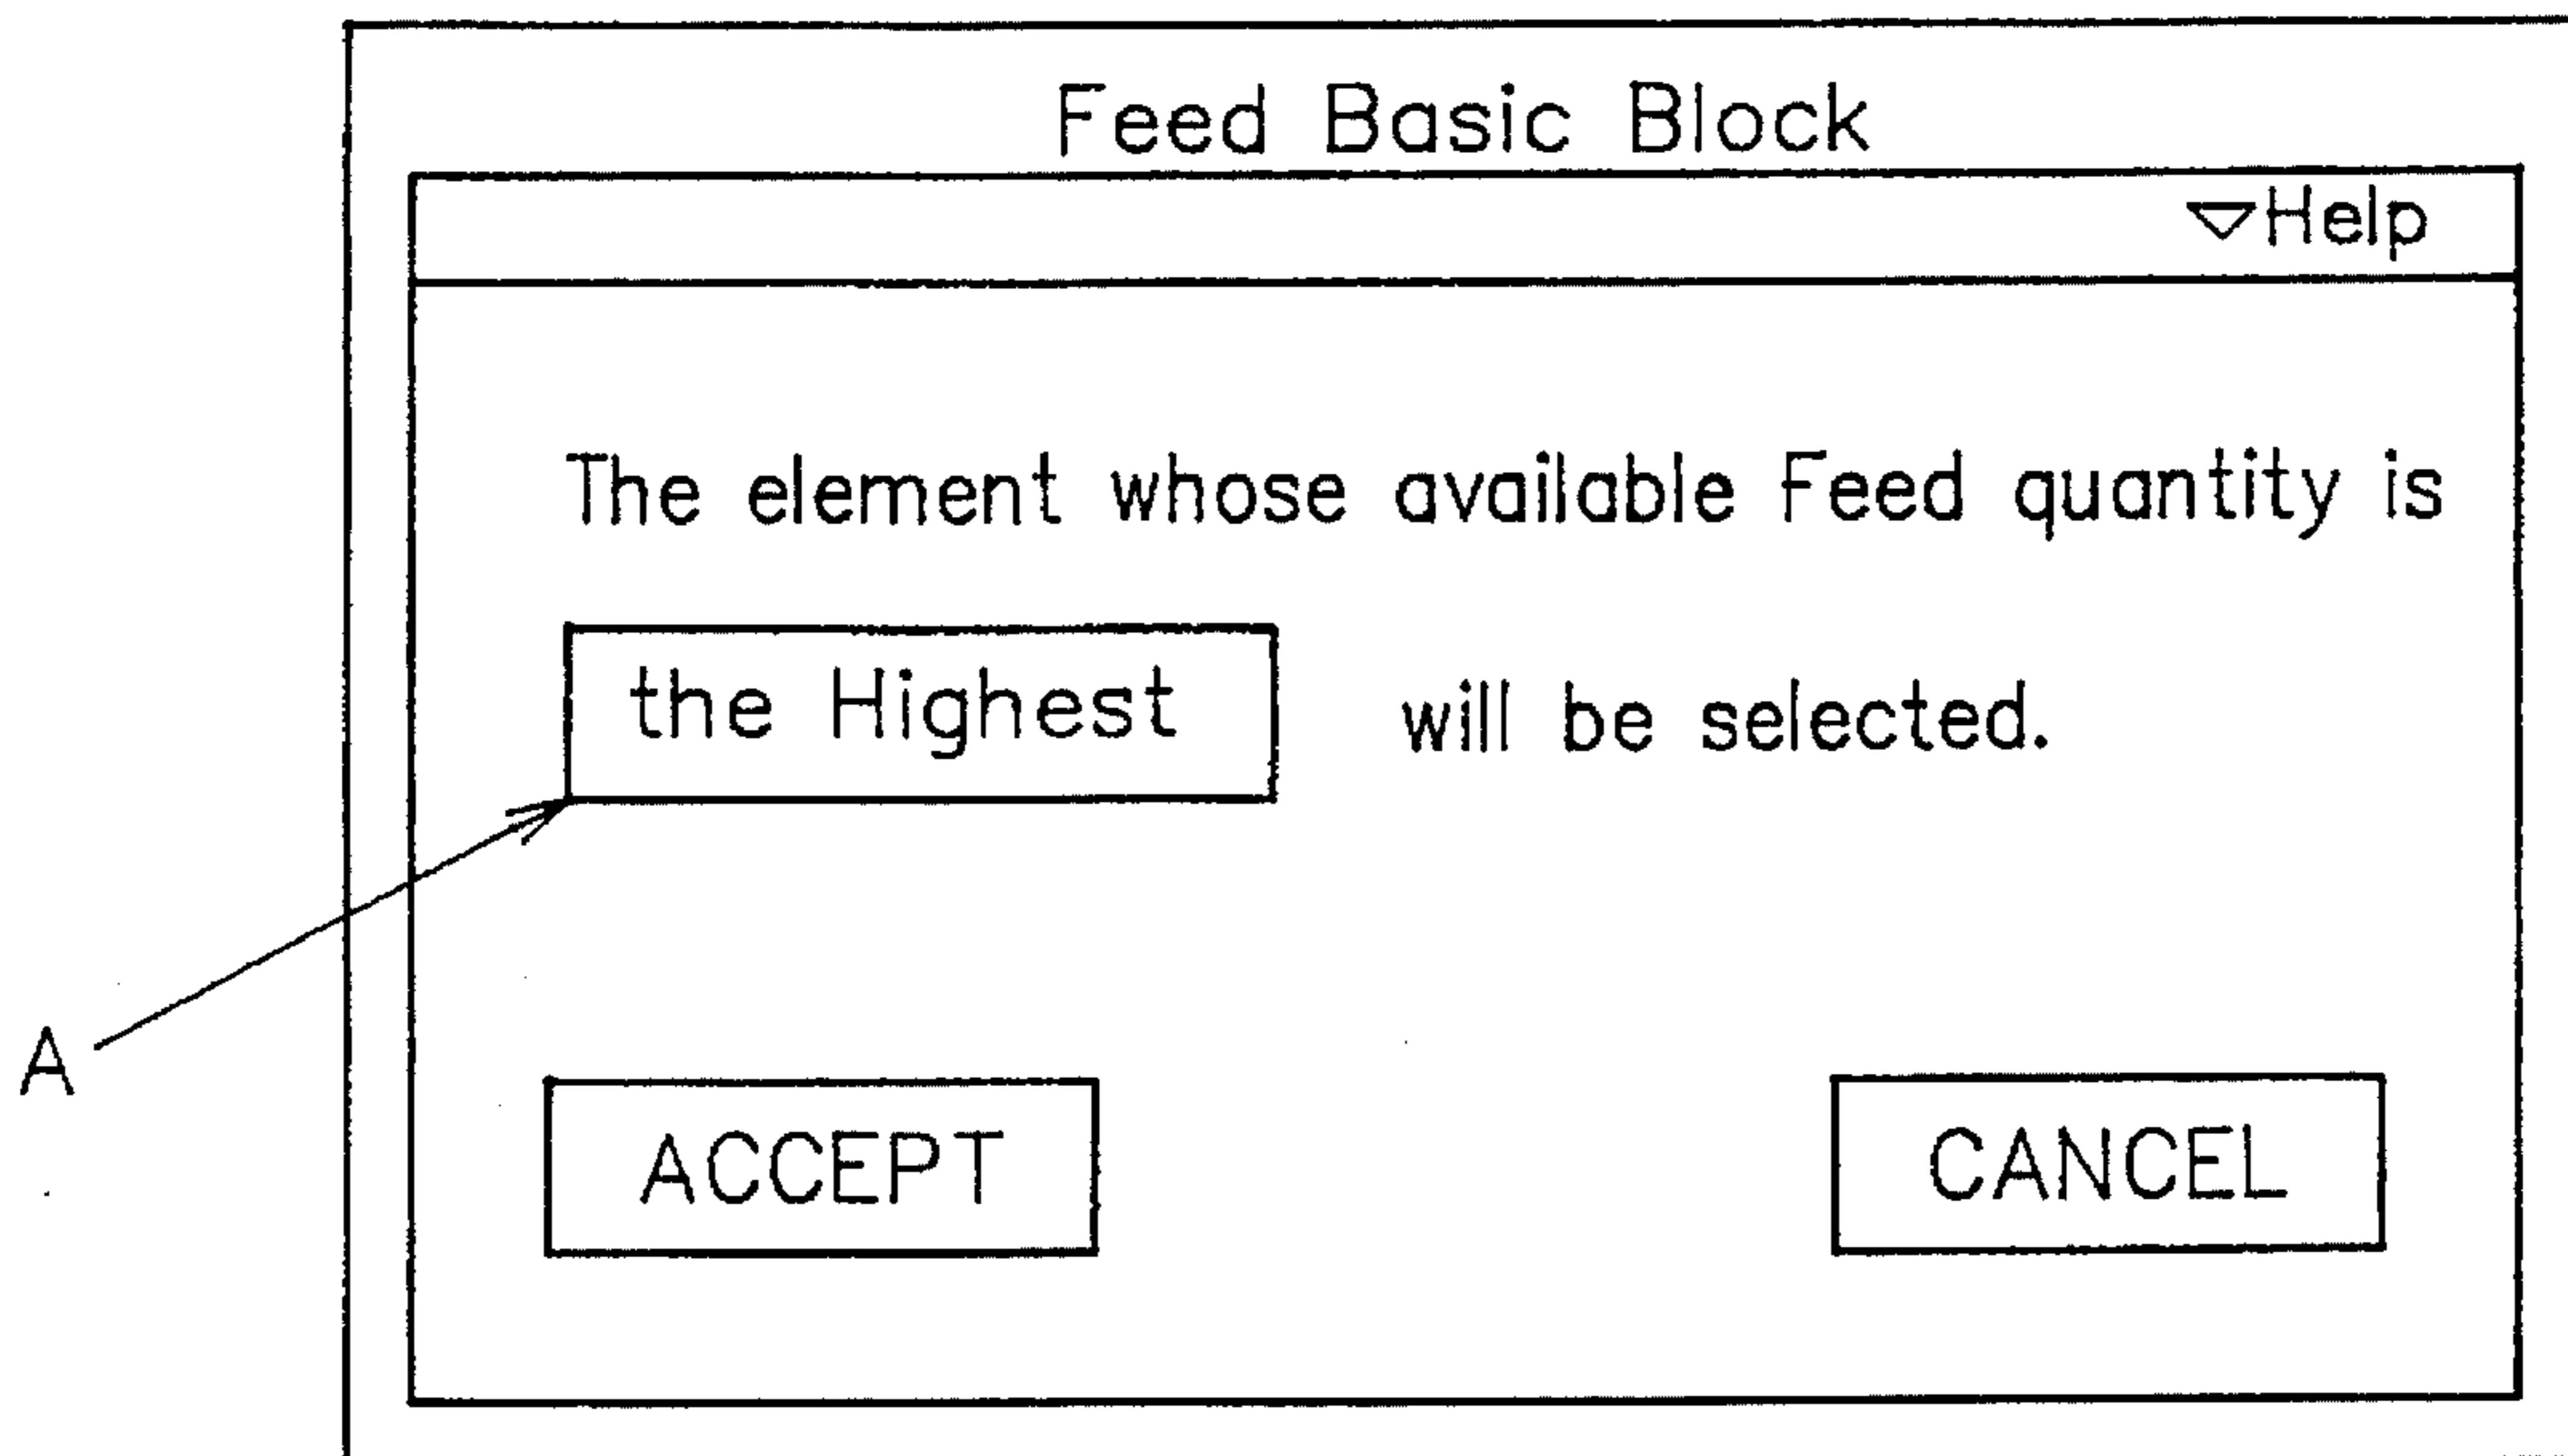 Feed Basic Block
▽Help
The element whose available Feed quantity is
the Highest will be selected.
A
ACCEPT CANCEL